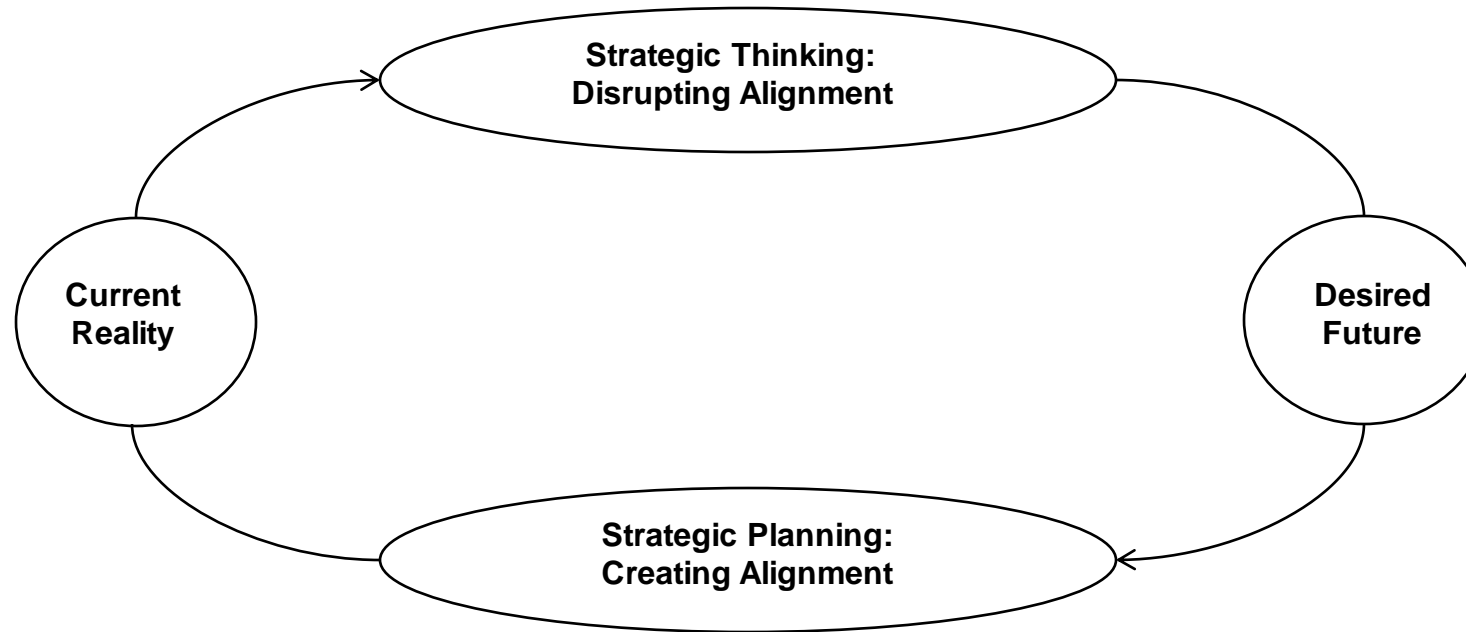 Strategic Thinking:
Disrupting Alignment
Current
Reality
Desired
Future
Strategic Planning:
Creating Alignment